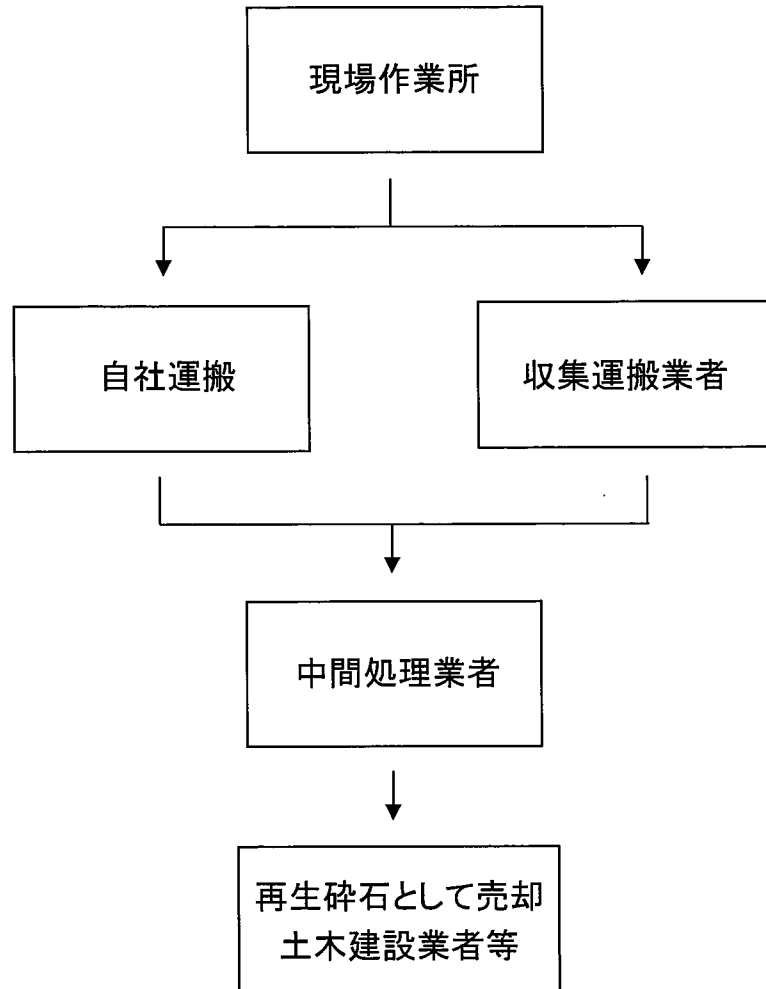 現場作業所
自社運搬
収集運搬業者
中間処理業者
再生砕石として売却
土木建設業者等